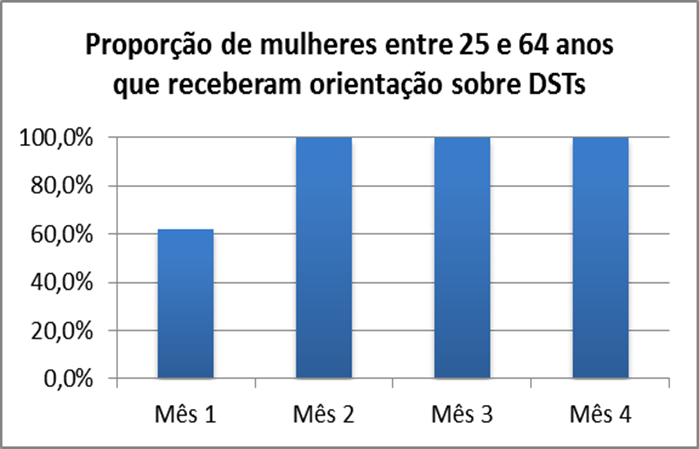 Proporção de mulheres entre 25 e 64 anos
que receberam orientação sobre DSTs
100,0%
80,0%
60,0%
40,0%
20,0%
0,0%
Mês 1 Mês 2 Mês 3 Mês 4